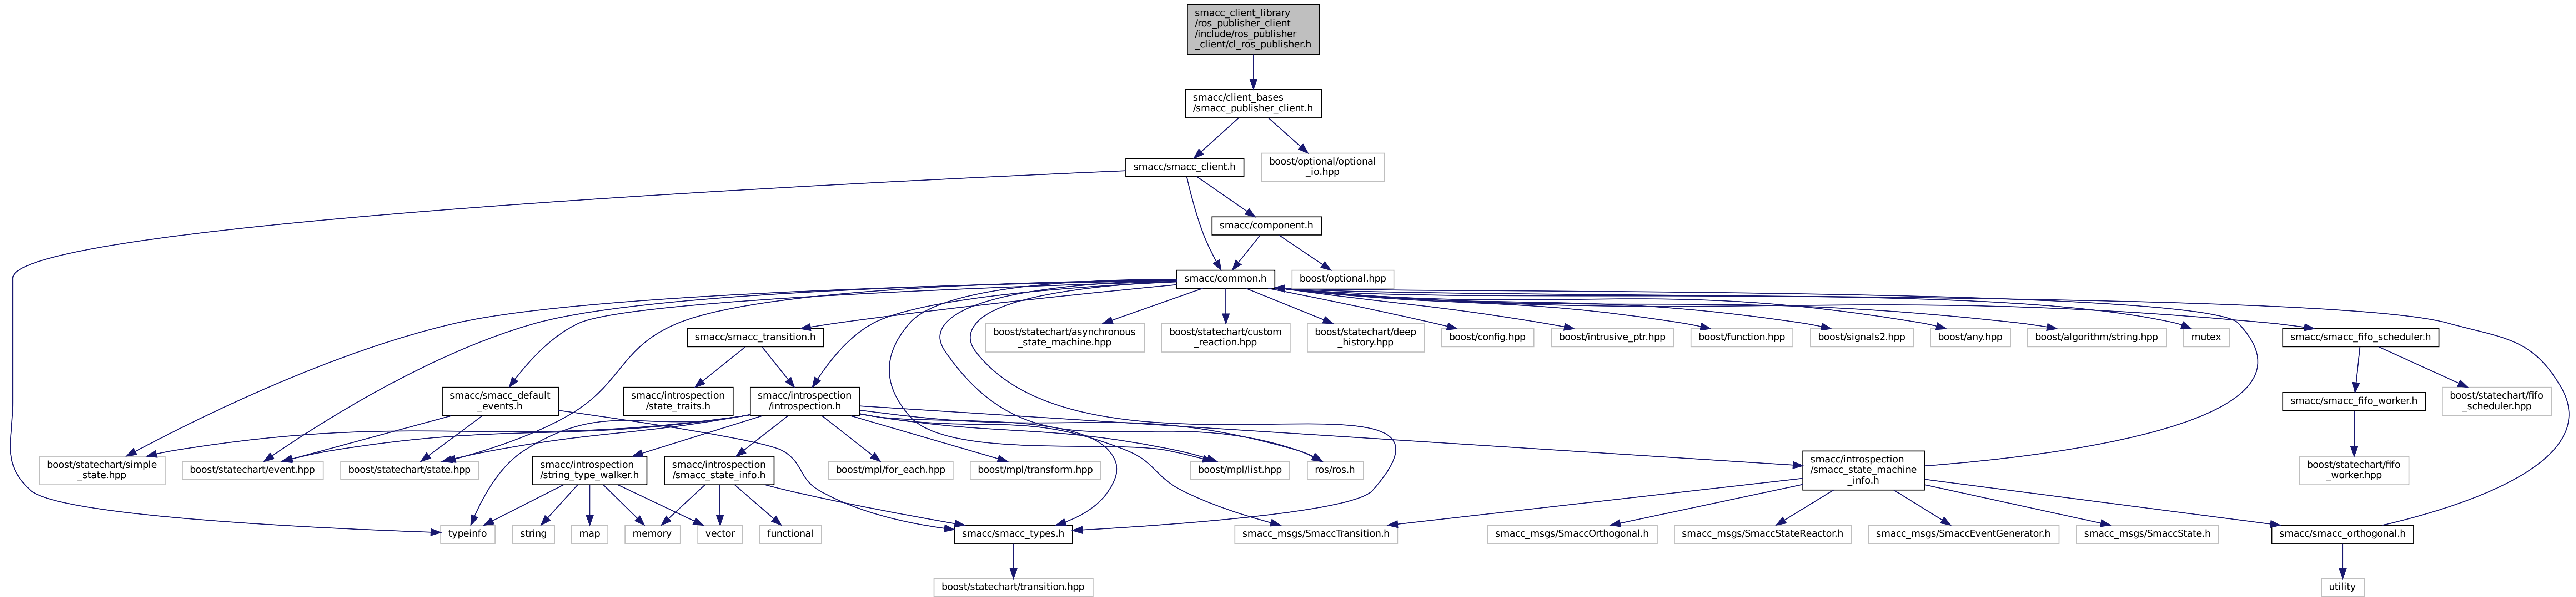 smacc_client_library
/ros_publisher_client
/include/ros_publisher
_client/cl_ros_publisher.h
smacc/client_bases
/smacc_publisher_client.h
smacc/smacc_client.h
boost/optional/optional
_io.hpp
smacc/component.h
smacc/common.h
boost/optional.hpp
smacc/smacc_transition.h
boost/statechart/asynchronous
_state_machine.hpp
boost/statechart/custom
_reaction.hpp
boost/statechart/deep
_history.hpp
boost/config.hpp
boost/intrusive_ptr.hpp
boost/function.hpp
boost/signals2.hpp
boost/any.hpp
boost/algorithm/string.hpp
mutex
smacc/smacc_fifo_scheduler.h
smacc/smacc_default
_events.h
smacc/introspection
/state_traits.h
smacc/introspection
/introspection.h
smacc/smacc_fifo_worker.h
boost/statechart/fifo
_scheduler.hpp
boost/statechart/simple
_state.hpp
boost/statechart/event.hpp
boost/statechart/state.hpp
smacc/introspection
/string_type_walker.h
smacc/introspection
/smacc_state_info.h
boost/mpl/for_each.hpp
boost/mpl/transform.hpp
boost/mpl/list.hpp
ros/ros.h
smacc/introspection
/smacc_state_machine
_info.h
boost/statechart/fifo
_worker.hpp
typeinfo
string
map
memory
vector
functional
smacc/smacc_types.h
smacc_msgs/SmaccTransition.h
smacc_msgs/SmaccOrthogonal.h
smacc_msgs/SmaccStateReactor.h
smacc_msgs/SmaccEventGenerator.h
smacc_msgs/SmaccState.h
smacc/smacc_orthogonal.h
boost/statechart/transition.hpp
utility